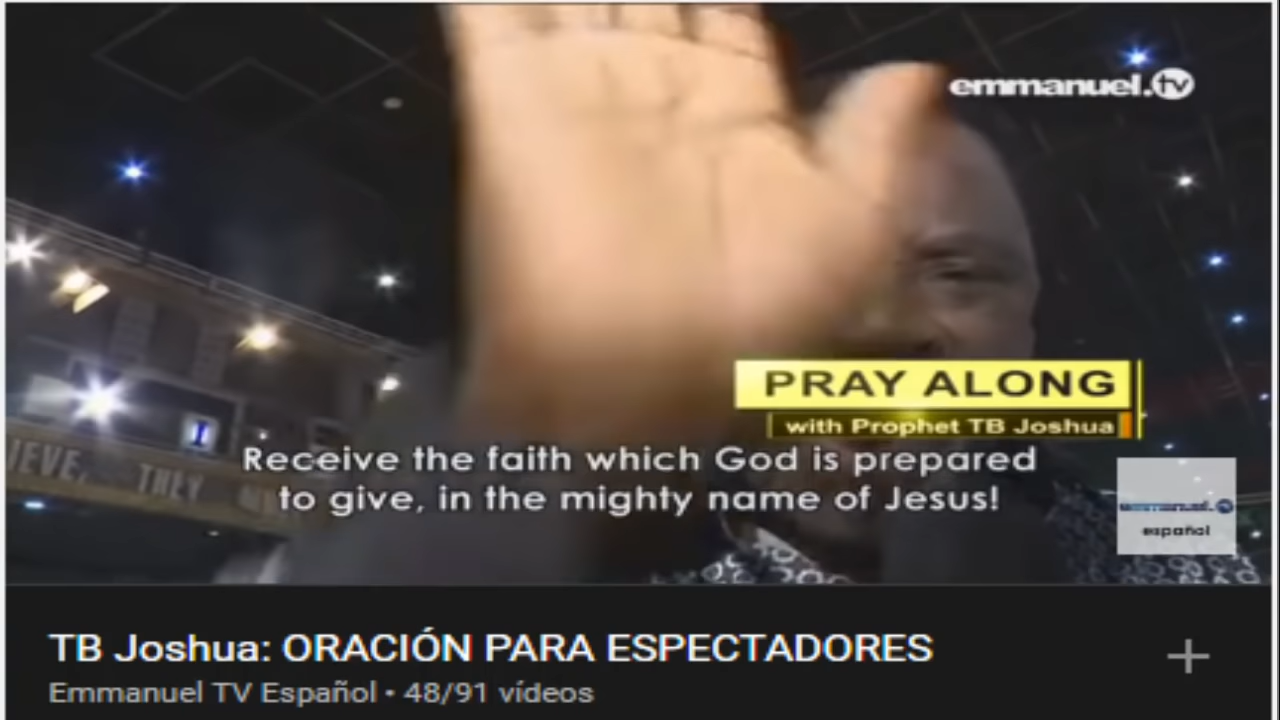 emmanuel.tv
I
THEY
PRAY ALONG
with Prophet TB Joshua
Receive the faith which God is prepared
to give, in the mighty name of Jesus!
emmanuel.tv
español
TB Joshua: ORACIÓN PARA ESPECTADORES
Emmanuel TV Español • 48/91 vídeos